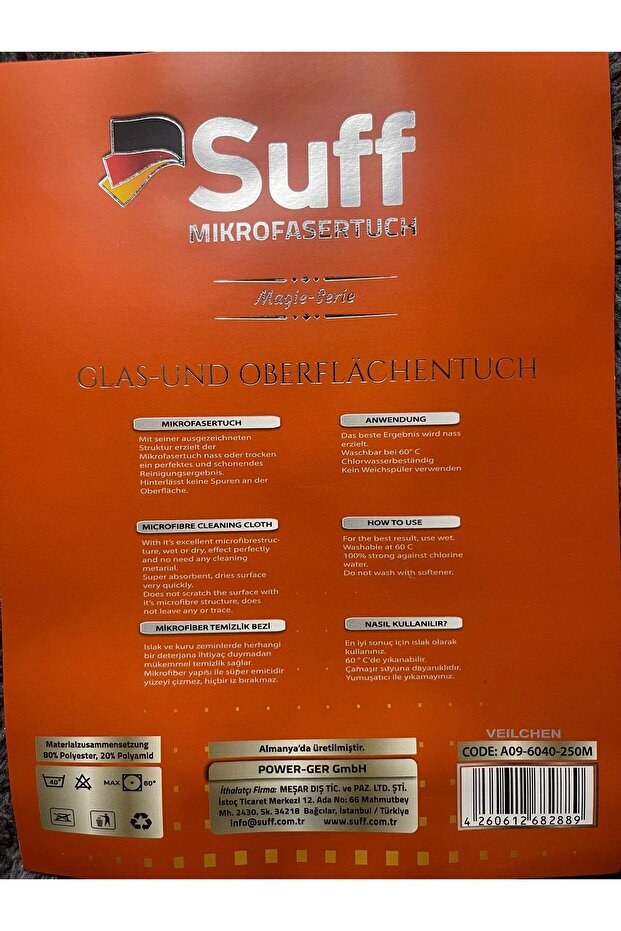 Suff
MIKROFASERTUCH
Magie-Serie
GLAS-UND OBERFLÄCHENTUCH
MIKROFASERTUCH
Mit seiner ausgezeichneten
Struktur erzielt der
Mikrofasertuch nass oder trocken
ein perfektes und schonendes
Reinigungsergebnis.
Hinterlässt keine Spuren an der
Oberfläche.
ANWENDUNG
Das beste Ergebnis wird nass
erzielt.
Waschbar bei 60° C
Chlorwasserbeständig
Kein Weichspüler verwenden
MICROFIBRE CLEANING CLOTH
With it's excellent microfibrestruc-
ture, wet or dry, effect perfectly
and no need any cleaning
metarial.
Super absorbent, dries surface
very quickly.
Does not scratch the surface with
it's microfibre structure, does
not leave any or trace.
HOW TO USE
For the best result, use wet.
Washable at 60 C
100% strong against chlorine
water.
Do not wash with softener.
MİKROFİBER TEMİZLİK BEZİ
Islak ve kuru zeminlerde herhangi
bir deterjana ihtiyaç duymadan
mükemmel temizlik sağlar.
Mikrofiber yapısı ile süper emitidir
yüzeyi çizmez, hiçbir iz bırakmaz.
NASIL KULLANILIR?
En iyi sonuç için ıslak olarak
kullanınız.
60 ° C'de yıkanabilir.
Çamaşır suyuna dayanıklıdır.
Yumuşatıcı ile yıkamayınız.
Materialzusammensetzung
80% Polyester, 20% Polyamid
40°
MAX
60°
Almanya'da üretilmiştir.
POWER-GER GmbH
İthalatçı Firma: MEŞAR DIŞ TİC. ve PAZ. LTD. ŞTİ.
İstoç Ticaret Merkezi 12. Ada No: 66 Mahmutbey
Mh. 2430. Sk. 34218 Bağcılar, İstanbul / Türkiye
info@suff.com.tr www.suff.com.tr
VEILCHEN
CODE: A09-6040-250M
4 260612 682889